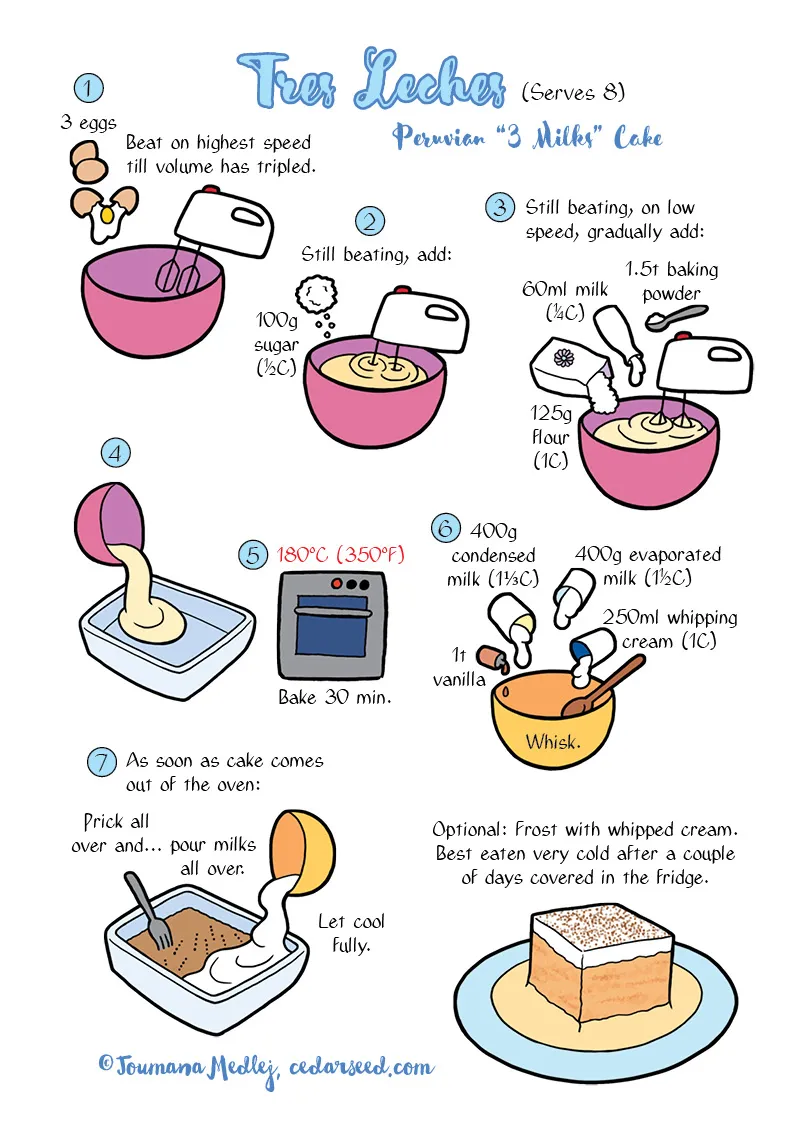 Tres Leches (Serves 8)
Peruvian “3 Milks” Cake
1
3 eggs
Beat on highest speed
till volume has tripled.
2
Still beating, add:
100g
sugar
(½C)
3
Still beating, on low
speed, gradually add:
60ml milk
(¼C)
1.5t baking
powder
125g
flour
(1C)
4
5
180°C (350°F)
Bake 30 min.
6
400g
condensed
milk (1⅓C)
400g evaporated
milk (1½C)
250ml whipping
cream (1C)
1t
vanilla
Whisk.
7
As soon as cake comes
out of the oven:
Prick all
over and... pour milks
all over.
Let cool
fully.
Optional: Frost with whipped cream.
Best eaten very cold after a couple
of days covered in the fridge.
©Joumana Medlej, cedarseed.com